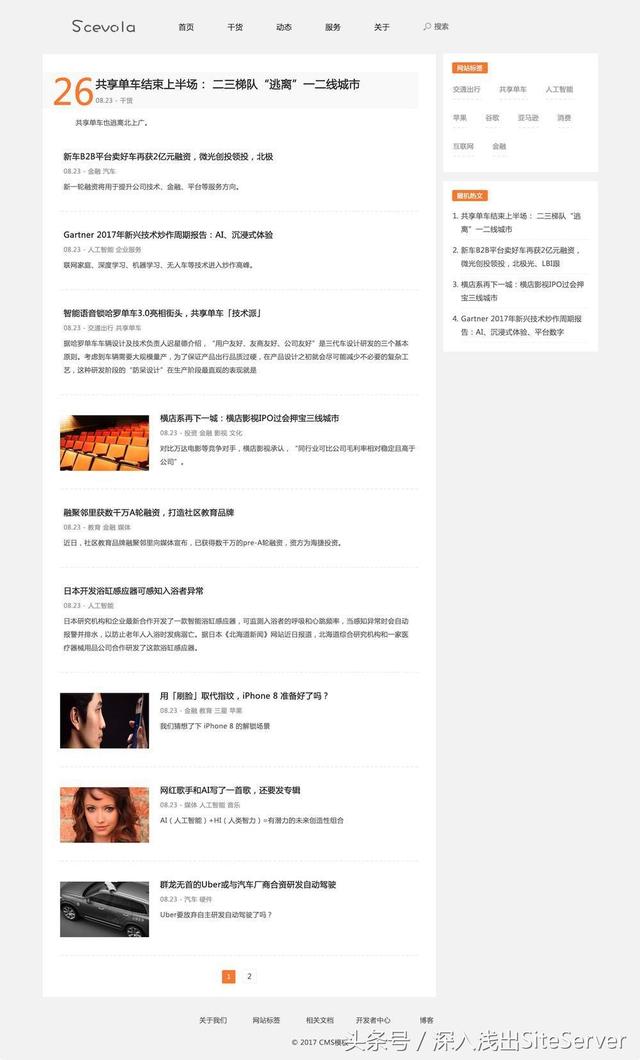 Scevola
首页 干货 动态 服务 关于 搜索
26
共享单车结束上半场： 二三梯队“逃离”一二线城市
08.23 - 干货
共享单车也逃离北上广。
新车B2B平台卖好车再获2亿元融资，微光创投领投，北极
08.23 - 金融 汽车
新一轮融资将用于提升公司技术、金融、平台等服务方向。
Gartner 2017年新兴技术炒作周期报告：AI、沉浸式体验
08.23 - 人工智能 企业服务
联网家庭、深度学习、机器学习、无人车等技术进入炒作高峰。
智能语音锁哈罗单车3.0亮相街头，共享单车「技术派」
08.23 - 交通出行 共享单车
据哈罗单车车辆设计及技术负责人迟星德介绍，“用户友好、友商友好、公司友好”是三代车设计研发的三个基本
原则。考虑到车辆需要大规模量产，为了保证产品出行品质过硬，在产品设计之初就会尽可能减少不必要的复杂工
艺，这种研发阶段的“防呆设计”在生产阶段最直观的表现就是
横店系再下一城：横店影视IPO过会押宝三线城市
08.23 - 投资 金融 影视 文化
对比万达电影等竞争对手，横店影视承认，“同行业可比公司毛利率相对稳定且高于
公司”。
融聚邻里获数千万A轮融资，打造社区教育品牌
08.23 - 教育 金融 媒体
近日，社区教育品牌融聚邻里向媒体宣布，已获得数千万的pre-A轮融资，资方为海捷投资。
日本开发浴缸感应器可感知入浴者异常
08.23 - 人工智能
日本研究机构和企业最新合作开发了一款智能浴缸感应器，可监测入浴者的呼吸和心跳频率，当感知异常时会自动
报警并排水，以防止老年人入浴时发病溺亡。据日本《北海道新闻》网站近日报道，北海道综合研究机构和一家医
疗器械用品公司合作研发了这款浴缸感应器。
用「刷脸」取代指纹，iPhone 8 准备好了吗？
08.23 - 金融 教育 三星 苹果
我们猜想了下 iPhone 8 的解锁场景
网红歌手和AI写了一首歌，还要发专辑
08.23 - 媒体 人工智能 音乐
AI（人工智能）+HI（人类智力）=有潜力的未来创造性组合
群龙无首的Uber或与汽车厂商合资研发自动驾驶
08.23 - 汽车 硬件
Uber要放弃自主研发自动驾驶了吗？
1 2
网站标签
交通出行 共享单车 人工智能
苹果 谷歌 亚马逊 消费
互联网 金融
随机热文
1. 共享单车结束上半场： 二三梯队“逃
离”一二线城市
2. 新车B2B平台卖好车再获2亿元融资，
微光创投领投，北极光、LBI跟
3. 横店系再下一城：横店影视IPO过会押
宝三线城市
4. Gartner 2017年新兴技术炒作周期报
告：AI、沉浸式体验、平台数字
关于我们 网站标签 相关文档 开发者中心 博客
© 2017 CMS模板
头条号 / 深入浅出SiteServer